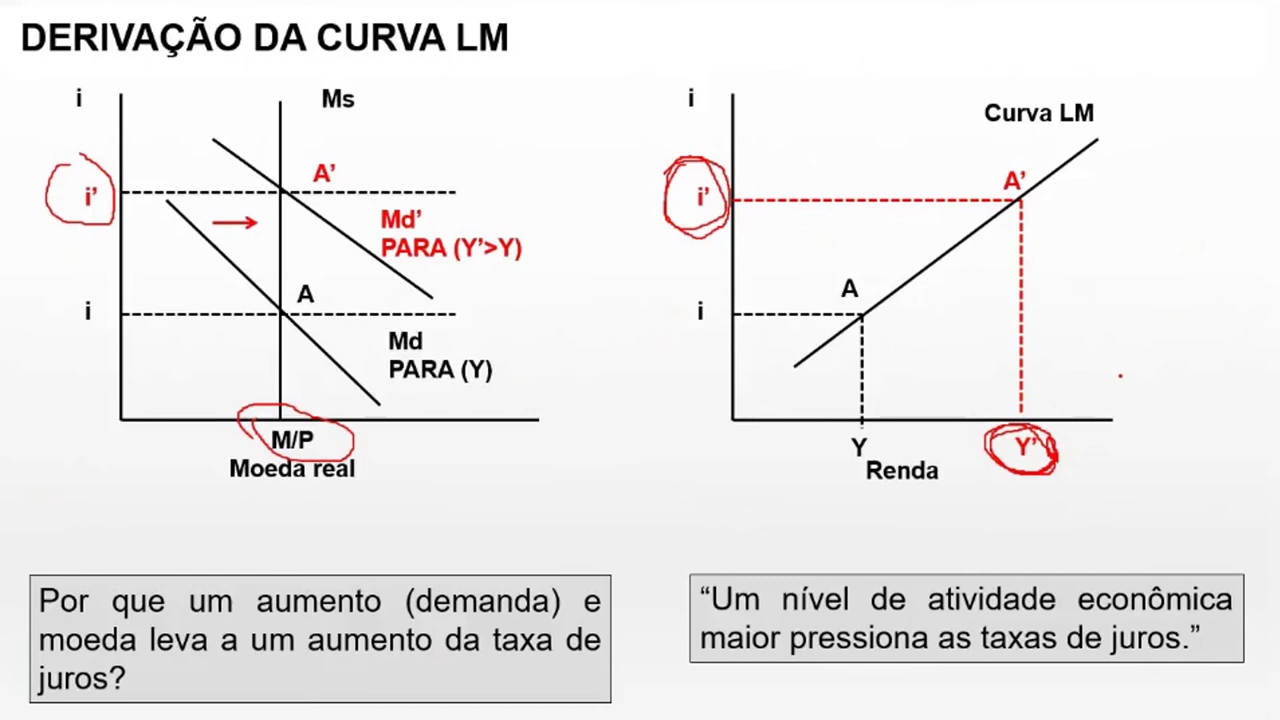 DERIVAÇÃO DA CURVA LM
i
Ms
A’
i’
Md’
PARA (Y’>Y)
A
i
Md
PARA (Y)
M/P
Moeda real
i
Curva LM
A’
i’
A
i
Y
Y’
Renda
Por que um aumento (demanda) e
moeda leva a um aumento da taxa de
juros?
“Um nível de atividade econômica
maior pressiona as taxas de juros.”